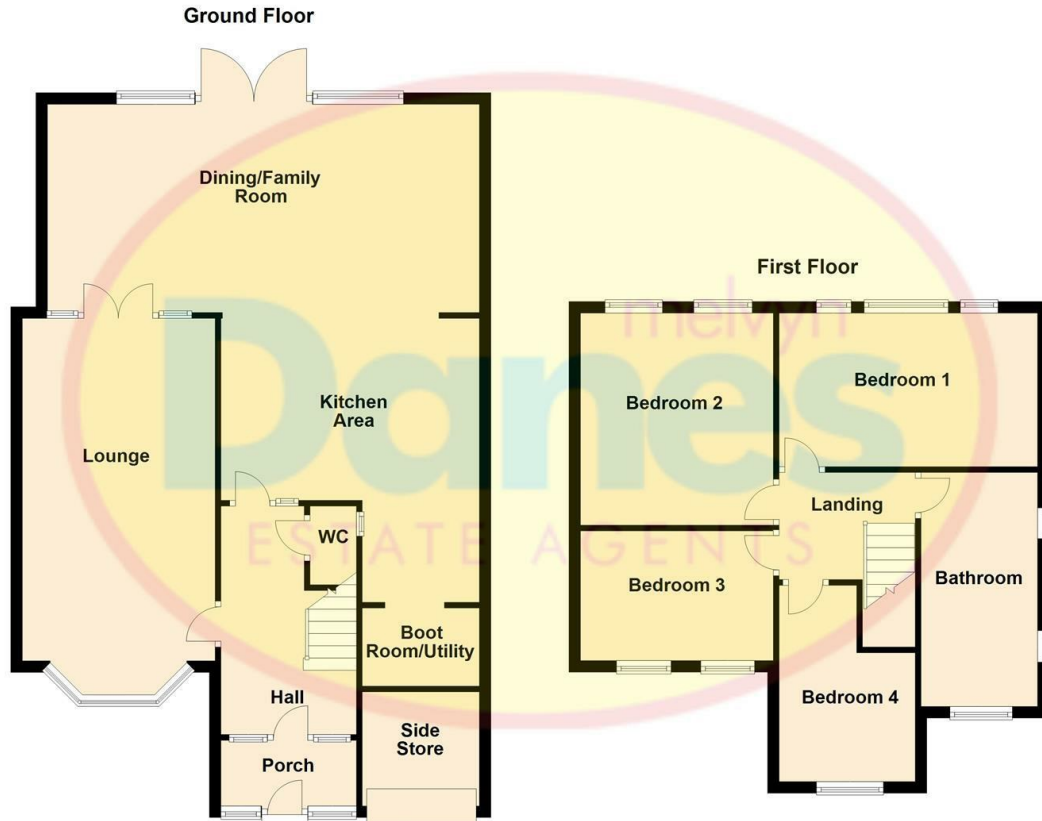 Ground Floor
Dining/Family
Room
Kitchen
Area
Lounge
WC
Boot
Room/Utility
Hall
Side
Store
Porch
First Floor
Bedroom 1
Bedroom 2
Landing
Bedroom 3
Bathroom
Bedroom 4
melvyn
Danes
ESTATE AGENTS